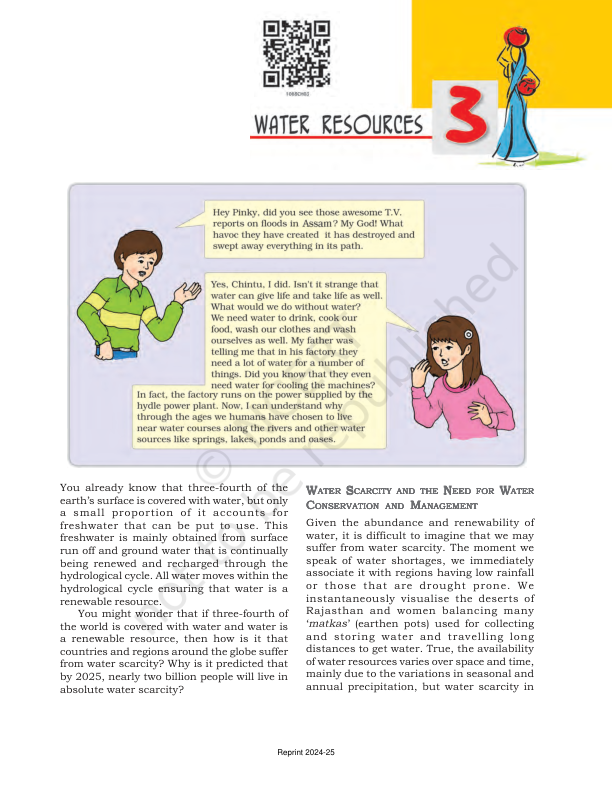 1068CH03
WATER RESOURCES
3
Hey Pinky, did you see those awesome T.V.
reports on floods in Assam? My God! What
havoc they have created it has destroyed and
swept away everything in its path.
Yes, Chintu, I did. Isn't it strange that
water can give life and take life as well.
What would we do without water?
We need water to drink, cook our
food, wash our clothes and wash
ourselves as well. My father was
telling me that in his factory they
need a lot of water for a number of
things. Did you know that they even
need water for cooling the machines?
In fact, the factory runs on the power supplied by the
hydle power plant. Now, I can understand why
through the ages we humans have chosen to live
near water courses along the rivers and other water
sources like springs, lakes, ponds and oases.
You already know that three-fourth of the
earth's surface is covered with water, but only
a small proportion of it accounts for
freshwater that can be put to use. This
freshwater is mainly obtained from surface
run off and ground water that is continually
being renewed and recharged through the
hydrological cycle. All water moves within the
hydrological cycle ensuring that water is a
renewable resource.
You might wonder that if three-fourth of
the world is covered with water and water is
a renewable resource, then how is it that
countries and regions around the globe suffer
from water scarcity? Why is it predicted that
by 2025, nearly two billion people will live in
absolute water scarcity?
WATER SCARCITY AND THE NEED FOR WATER
CONSERVATION AND MANAGEMENT
Given the abundance and renewability of
water, it is difficult to imagine that we may
suffer from water scarcity. The moment we
speak of water shortages, we immediately
associate it with regions having low rainfall
or those that are drought prone. We
instantaneously visualise the deserts of
Rajasthan and women balancing many
'matkas' (earthen pots) used for collecting
and storing water and travelling long
distances to get water. True, the availability
of water resources varies over space and time,
mainly due to the variations in seasonal and
annual precipitation, but water scarcity in
©
not to be republished
Reprint 2024-25